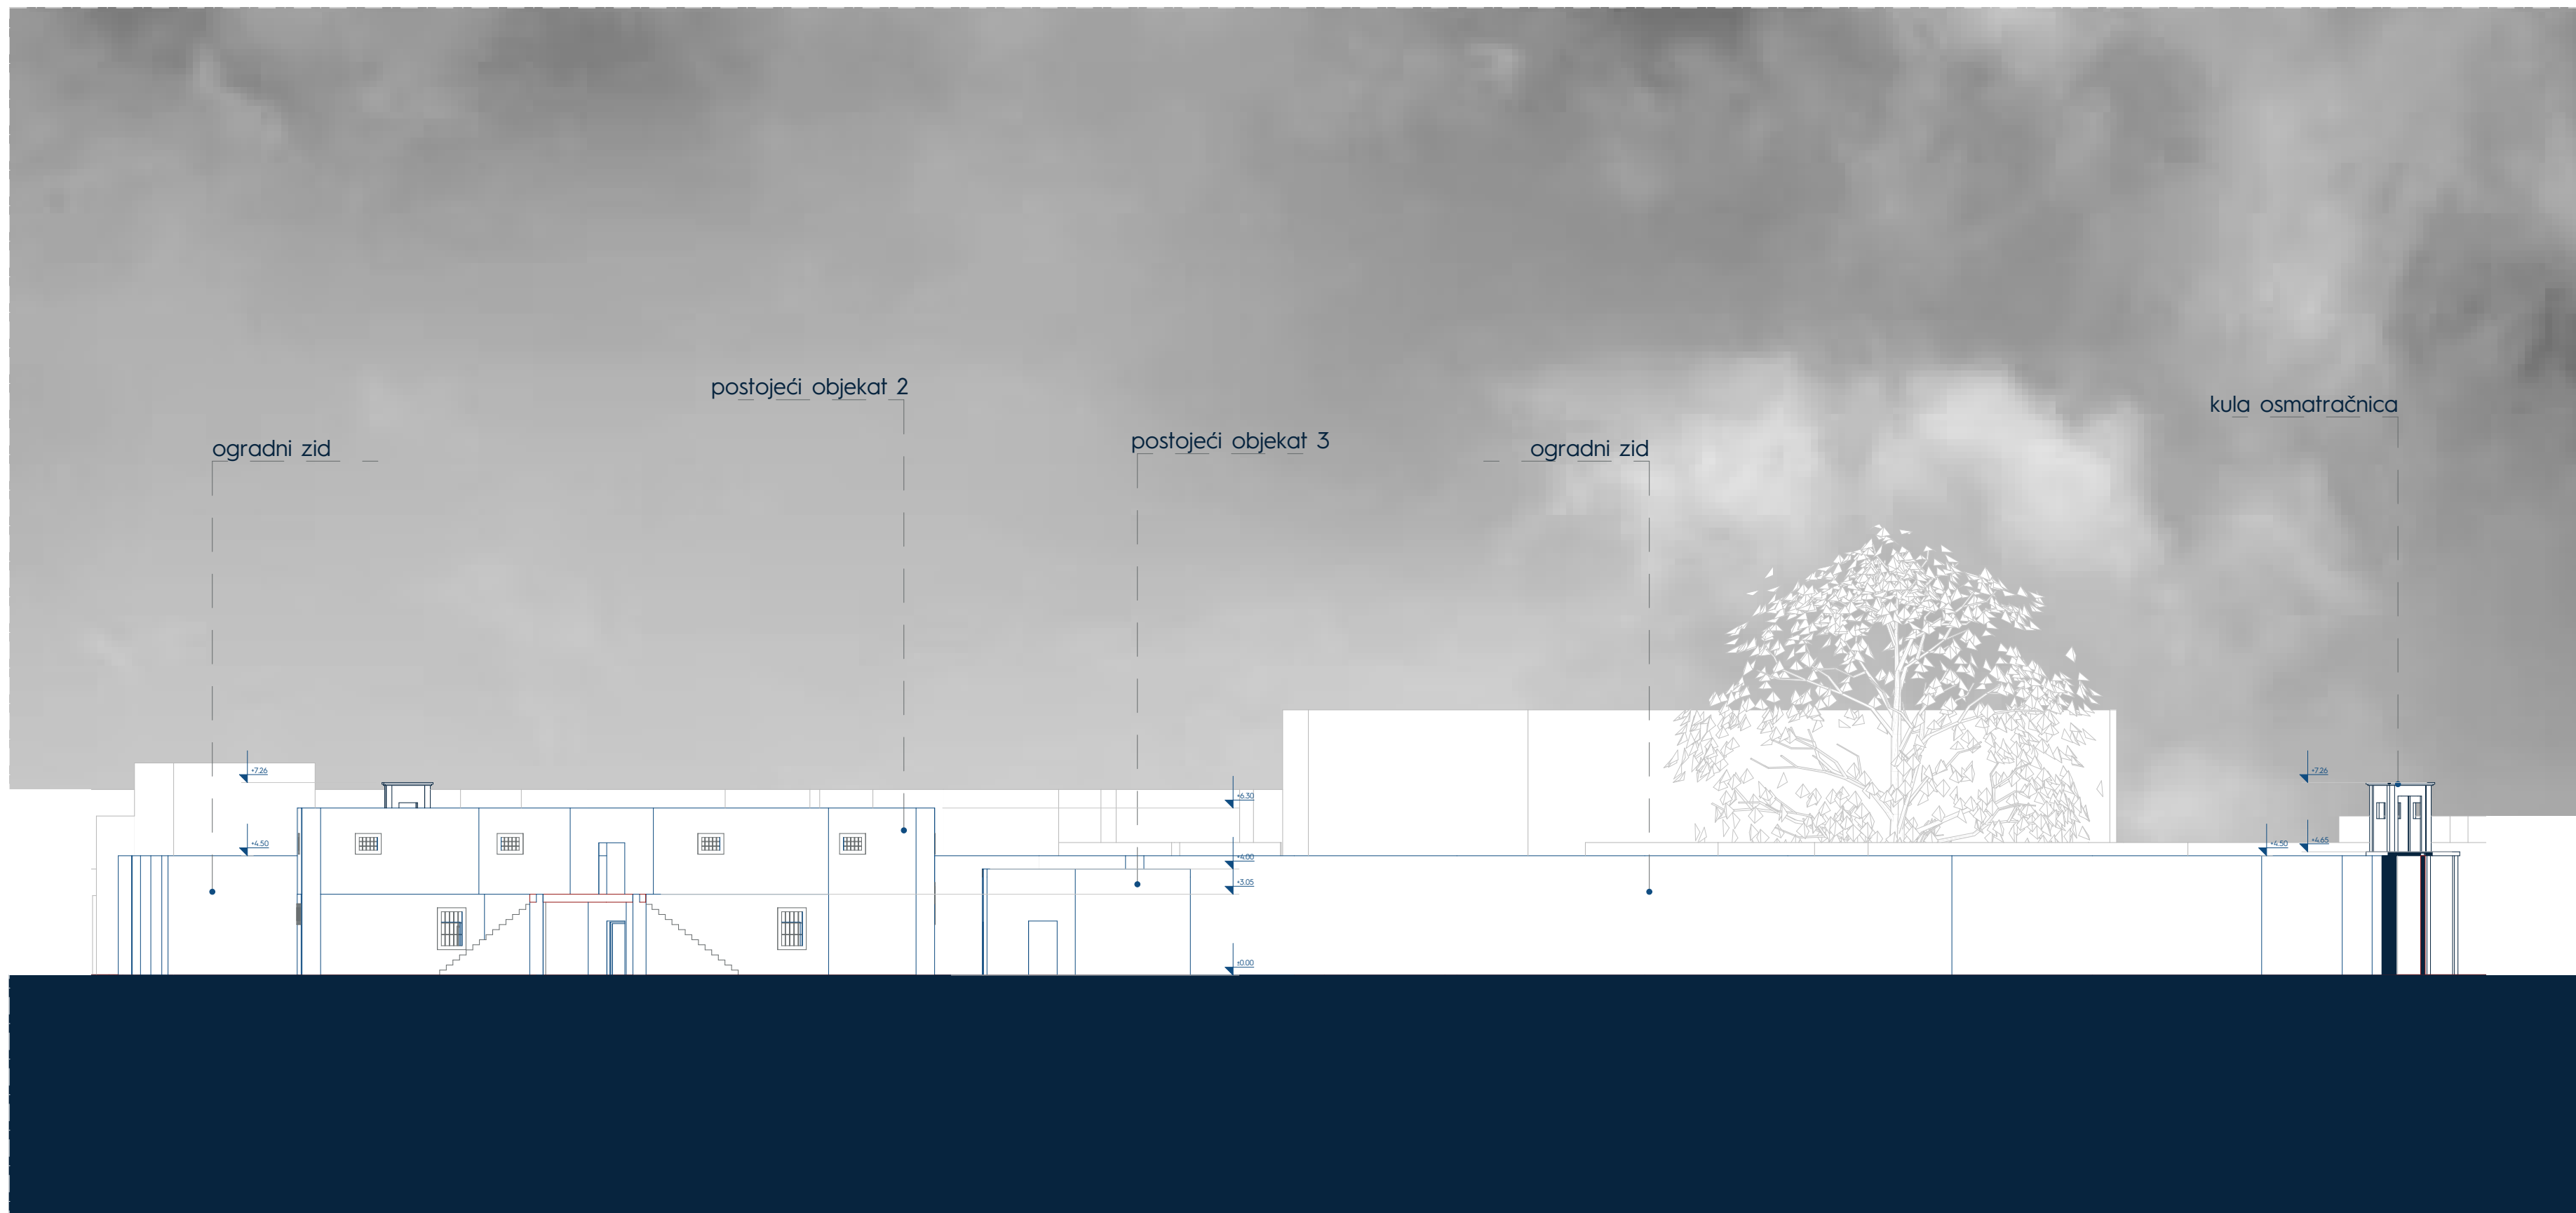 postojeći objekat 2
kula osmatračnica
postojeći objekat 3
ogradni zid
ogradni zid
+7.26
+7.26
+6.30
+4.50
+4.50
+4.65
+4.00
+3.05
±0.00